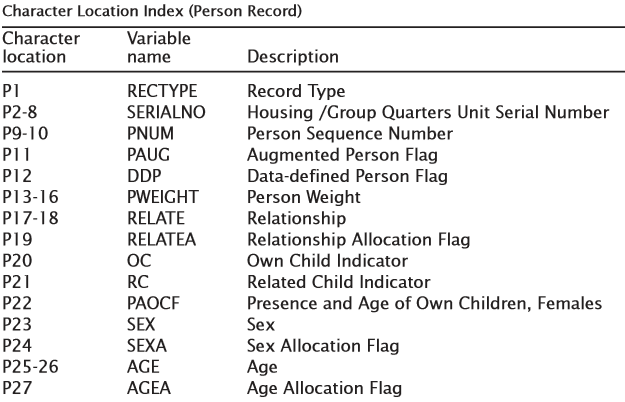 Character Location Index (Person Record)
Character location Variable name Description
P1 RECTYPE Record Type
P2-8 SERIALNO Housing /Group Quarters Unit Serial Number
P9-10 PNUM Person Sequence Number
P11 PAUG Augmented Person Flag
P12 DDP Data-defined Person Flag
P13-16 PWEIGHT Person Weight
P17-18 RELATE Relationship
P19 RELATEA Relationship Allocation Flag
P20 OC Own Child Indicator
P21 RC Related Child Indicator
P22 PAOCF Presence and Age of Own Children, Females
P23 SEX Sex
P24 SEXA Sex Allocation Flag
P25-26 AGE Age
P27 AGEA Age Allocation Flag